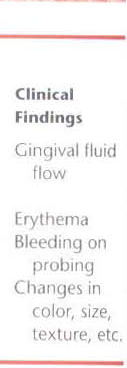 Clinical
Findings
Gingival fluid
flow
Erythema
Bleeding on
probing
Changes in
color, size,
texture, etc.